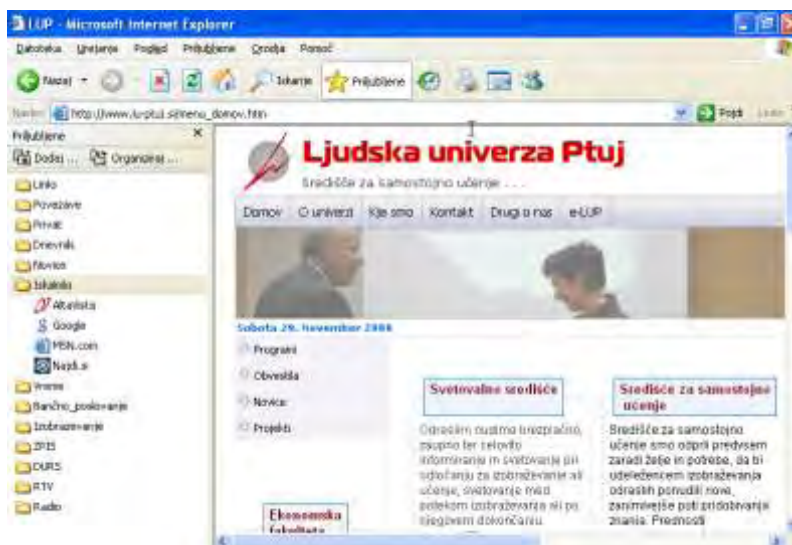 LUP - Microsoft Internet Explorer
Datoteka Urejanje Pogled Priljubljene Orodja Pomoč
Nazaj Iskanje Priljubljene
http://www.lu-ptuj.si/menu_domov.htm Pojdi
Priljubljene
Dodaj ... Organiziraj ...
Links
Povezave
Privat
Dnevnik
Novice
Iskalniki
Altavista
Google
MSN.com
Najdi.si
Vreme
Bančno_poslovanje
Izobraževanje
ZPIS
DURS
RTV
Radio
Ljudska univerza Ptuj
Središče za samostojno učenje . . .
Domov O univerzi Kje smo Kontakt Drugi o nas e-LUP
Sobota 29. november 2008
Programi
Obvestila
Novice
Projekti
Ekonomska
fakulteta
Svetovalno središče
Odraslim nudimo brezplačno,
zaupno ter celovito
informiranje in svetovanje pri
odločanju za izobraževanje ali
učenje, svetovanje med
potekom izobraževanja ali po
njegovem dokončanju.
Središče za samostojno
učenje
Središče za samostojno
učenje smo odprli predvsem
zaradi želje in potrebe, da bi
udeležencem izobraževanja
odraslih ponudili nove,
zanimivejše poti pridobivanja
znanja. Prednosti